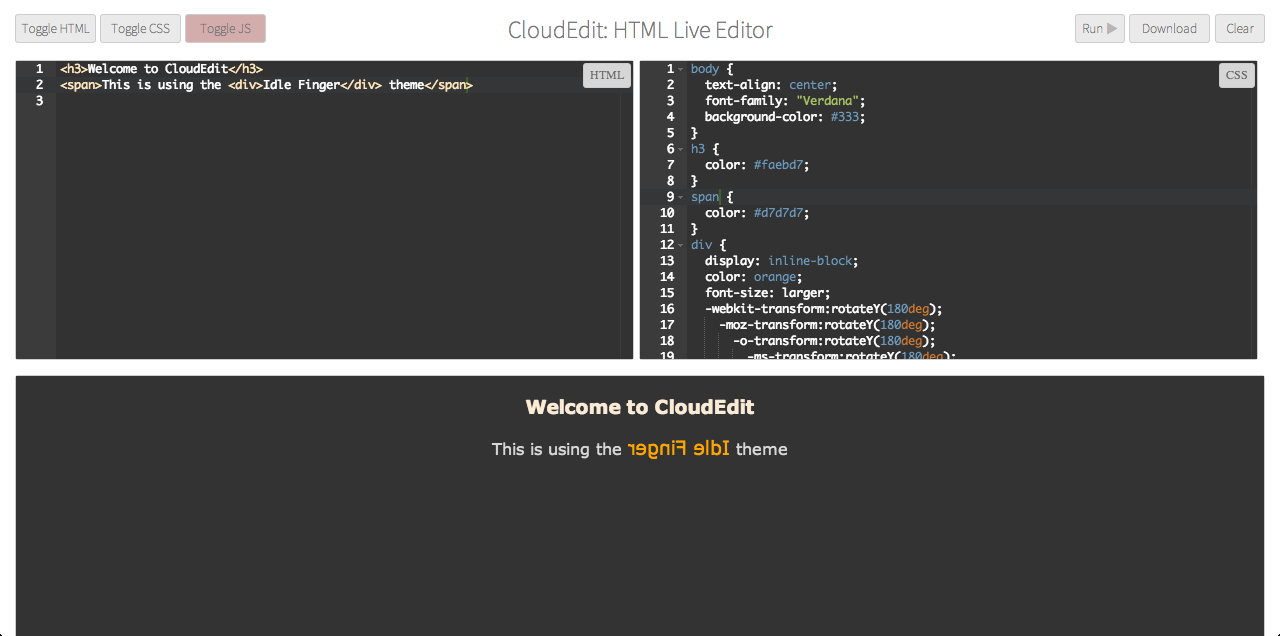 Toggle HTML Toggle CSS Toggle JS CloudEdit: HTML Live Editor Run Download Clear
HTML
1 <h3>Welcome to CloudEdit</h3>
2 <span>This is using the <div>Idle Finger</div> theme</span>
3
CSS
1 body {
2 text-align: center;
3 font-family: "Verdana";
4 background-color: #333;
5 }
6 h3 {
7 color: #faebd7;
8 }
9 span {
10 color: #d7d7d7;
11 }
12 div {
13 display: inline-block;
14 color: orange;
15 font-size: larger;
16 -webkit-transform:rotateY(180deg);
17 -moz-transform:rotateY(180deg);
18 -o-transform:rotateY(180deg);
19 -ms-transform:rotateY(180deg);
Welcome to CloudEdit
This is using the Idle Finger theme